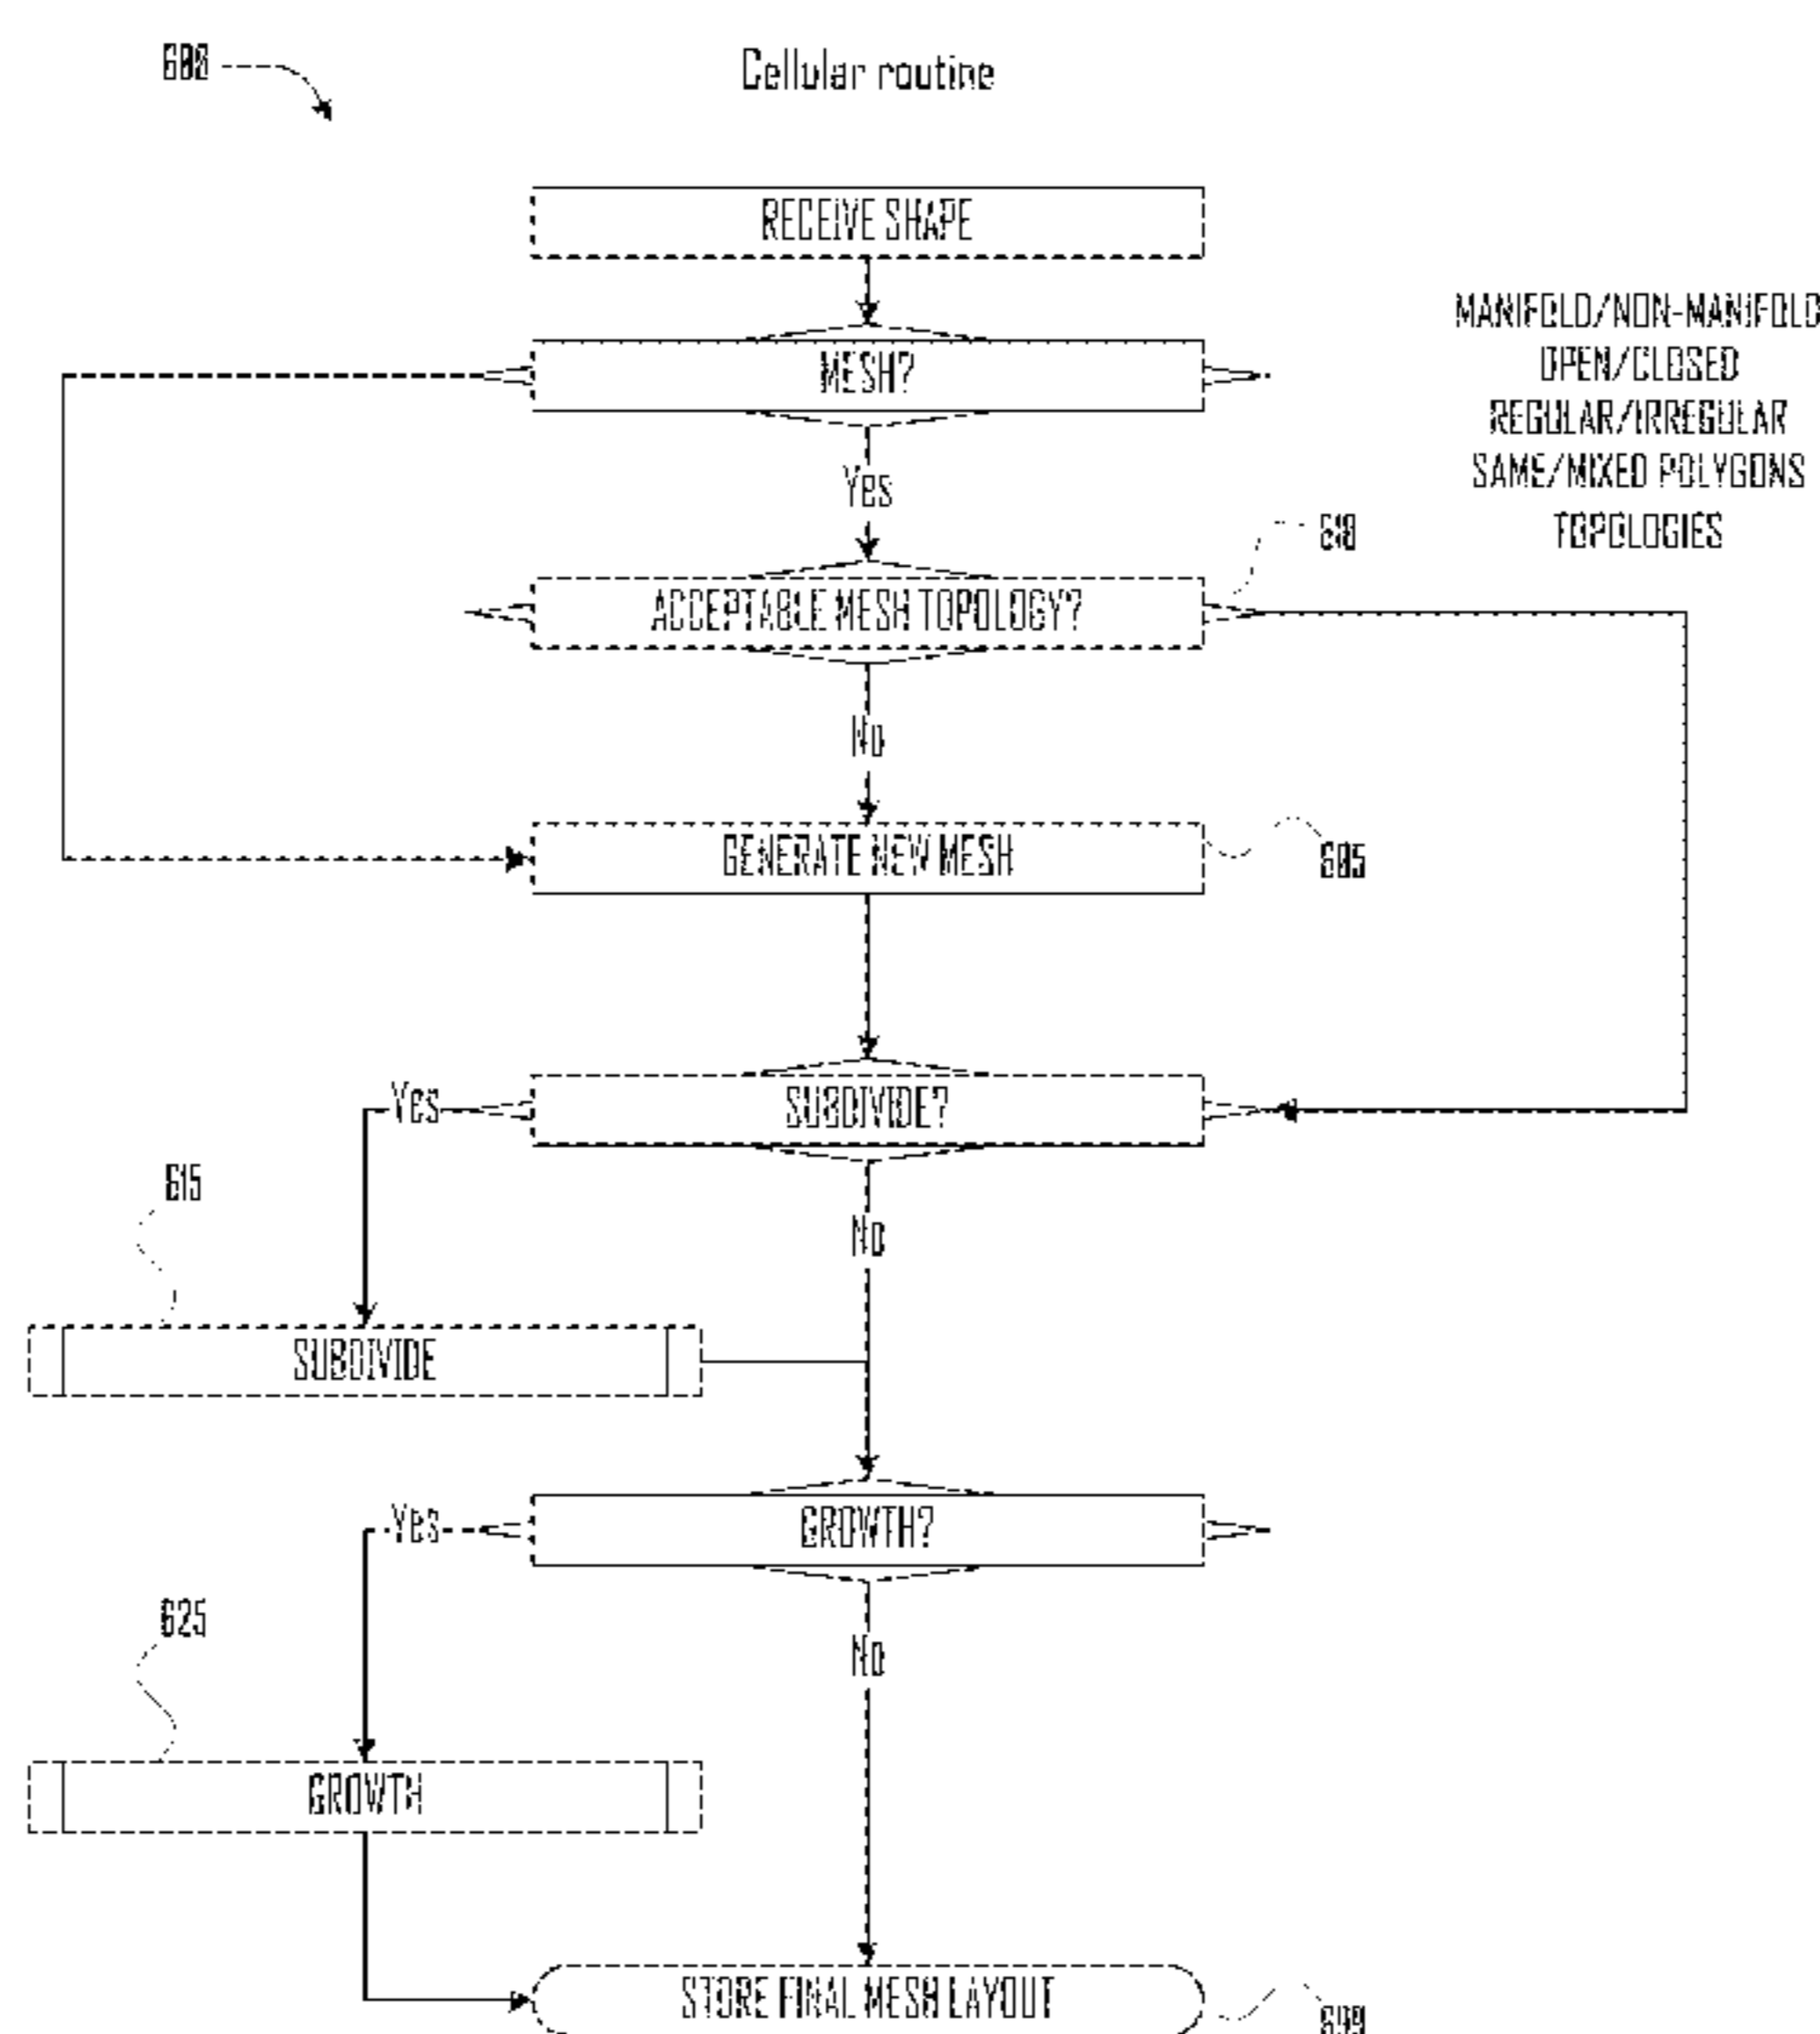 600
Cellular routine
RECEIVE SHAPE
MESH?
MANIFOLD/NON-MANIFOLD
OPEN/CLOSED
REGULAR/IRREGULAR
SAME/MIXED POLYGONS
TOPOLOGIES
Yes
610
ACCEPTABLE MESH TOPOLOGY?
No
GENERATE NEW MESH
605
SUBDIVIDE?
Yes
No
615
SUBDIVIDE
GROWTH?
Yes
No
625
GROWTH
STORE FINAL MESH LAYOUT
699